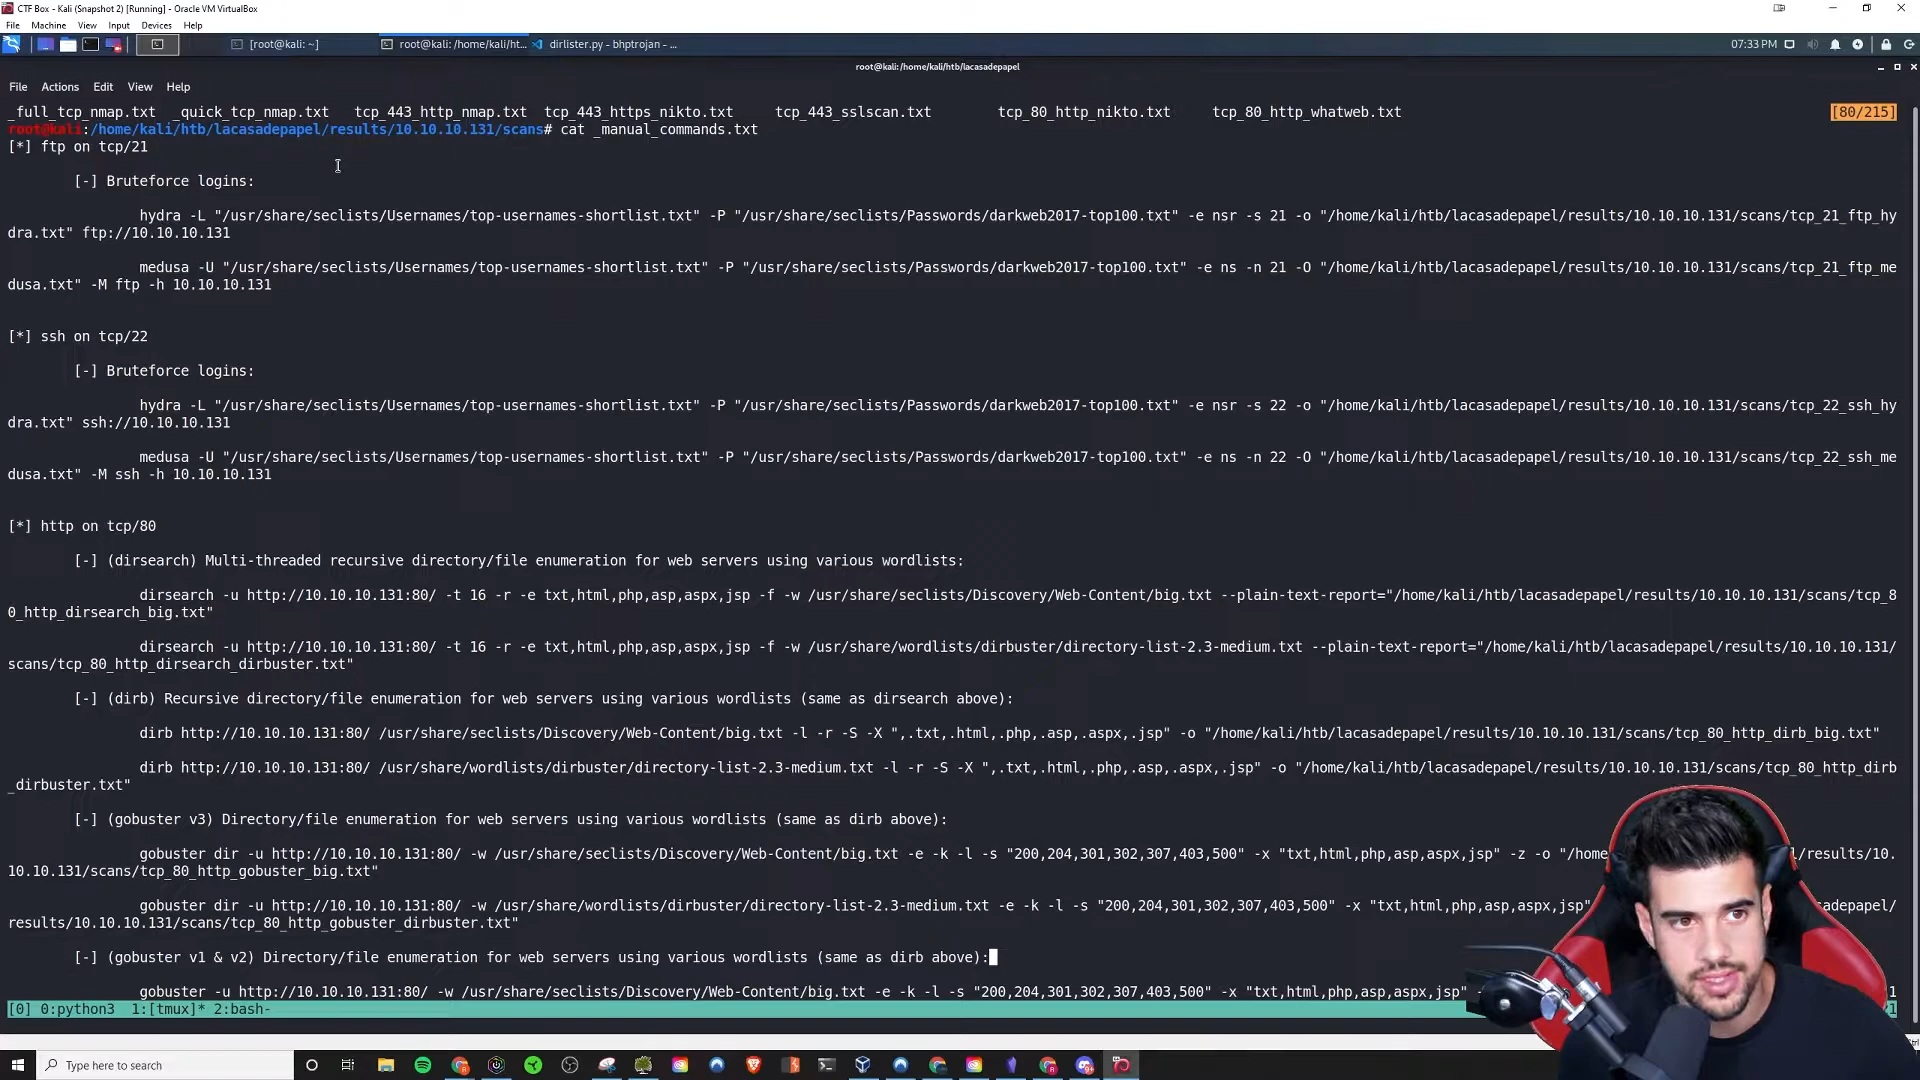 CTF Box - Kali (Snapshot 2) [Running] - Oracle VM VirtualBox
File Machine View Input Devices Help
[root@kali: ~] root@kali: /home/kali/ht... dirlister.py - bhptrojan - ... 07:33 PM
root@kali: /home/kali/htb/lacasadepapel
File Actions Edit View Help
_full_tcp_nmap.txt _quick_tcp_nmap.txt tcp_443_http_nmap.txt tcp_443_https_nikto.txt tcp_443_sslscan.txt tcp_80_http_nikto.txt tcp_80_http_whatweb.txt [80/215]
root@kali:/home/kali/htb/lacasadepapel/results/10.10.10.131/scans# cat _manual_commands.txt
[*] ftp on tcp/21
[-] Bruteforce logins:
hydra -L "/usr/share/seclists/Usernames/top-usernames-shortlist.txt" -P "/usr/share/seclists/Passwords/darkweb2017-top100.txt" -e nsr -s 21 -o "/home/kali/htb/lacasadepapel/results/10.10.10.131/scans/tcp_21_ftp_hy
dra.txt" ftp://10.10.10.131
medusa -U "/usr/share/seclists/Usernames/top-usernames-shortlist.txt" -P "/usr/share/seclists/Passwords/darkweb2017-top100.txt" -e ns -n 21 -O "/home/kali/htb/lacasadepapel/results/10.10.10.131/scans/tcp_21_ftp_me
dusa.txt" -M ftp -h 10.10.10.131
[*] ssh on tcp/22
[-] Bruteforce logins:
hydra -L "/usr/share/seclists/Usernames/top-usernames-shortlist.txt" -P "/usr/share/seclists/Passwords/darkweb2017-top100.txt" -e nsr -s 22 -o "/home/kali/htb/lacasadepapel/results/10.10.10.131/scans/tcp_22_ssh_hy
dra.txt" ssh://10.10.10.131
medusa -U "/usr/share/seclists/Usernames/top-usernames-shortlist.txt" -P "/usr/share/seclists/Passwords/darkweb2017-top100.txt" -e ns -n 22 -O "/home/kali/htb/lacasadepapel/results/10.10.10.131/scans/tcp_22_ssh_me
dusa.txt" -M ssh -h 10.10.10.131
[*] http on tcp/80
[-] (dirsearch) Multi-threaded recursive directory/file enumeration for web servers using various wordlists:
dirsearch -u http://10.10.10.131:80/ -t 16 -r -e txt,html,php,asp,aspx,jsp -f -w /usr/share/seclists/Discovery/Web-Content/big.txt --plain-text-report="/home/kali/htb/lacasadepapel/results/10.10.10.131/scans/tcp_8
0_http_dirsearch_big.txt"
dirsearch -u http://10.10.10.131:80/ -t 16 -r -e txt,html,php,asp,aspx,jsp -f -w /usr/share/wordlists/dirbuster/directory-list-2.3-medium.txt --plain-text-report="/home/kali/htb/lacasadepapel/results/10.10.10.131/
scans/tcp_80_http_dirsearch_dirbuster.txt"
[-] (dirb) Recursive directory/file enumeration for web servers using various wordlists (same as dirsearch above):
dirb http://10.10.10.131:80/ /usr/share/seclists/Discovery/Web-Content/big.txt -l -r -S -X ",.txt,.html,.php,.asp,.aspx,.jsp" -o "/home/kali/htb/lacasadepapel/results/10.10.10.131/scans/tcp_80_http_dirb_big.txt"
dirb http://10.10.10.131:80/ /usr/share/wordlists/dirbuster/directory-list-2.3-medium.txt -l -r -S -X ",.txt,.html,.php,.asp,.aspx,.jsp" -o "/home/kali/htb/lacasadepapel/results/10.10.10.131/scans/tcp_80_http_dirb
_dirbuster.txt"
[-] (gobuster v3) Directory/file enumeration for web servers using various wordlists (same as dirb above):
gobuster dir -u http://10.10.10.131:80/ -w /usr/share/seclists/Discovery/Web-Content/big.txt -e -k -l -s "200,204,301,302,307,403,500" -x "txt,html,php,asp,aspx,jsp" -z -o "/home l/results/10.
10.10.131/scans/tcp_80_http_gobuster_big.txt"
gobuster dir -u http://10.10.10.131:80/ -w /usr/share/wordlists/dirbuster/directory-list-2.3-medium.txt -e -k -l -s "200,204,301,302,307,403,500" -x "txt,html,php,asp,aspx,jsp" sadepapel/
results/10.10.10.131/scans/tcp_80_http_gobuster_dirbuster.txt"
[-] (gobuster v1 & v2) Directory/file enumeration for web servers using various wordlists (same as dirb above):
gobuster -u http://10.10.10.131:80/ -w /usr/share/seclists/Discovery/Web-Content/big.txt -e -k -l -s "200,204,301,302,307,403,500" -x "txt,html,php,asp,aspx,jsp" -
[0] 0:python3 1:[tmux]* 2:bash-
Type here to search